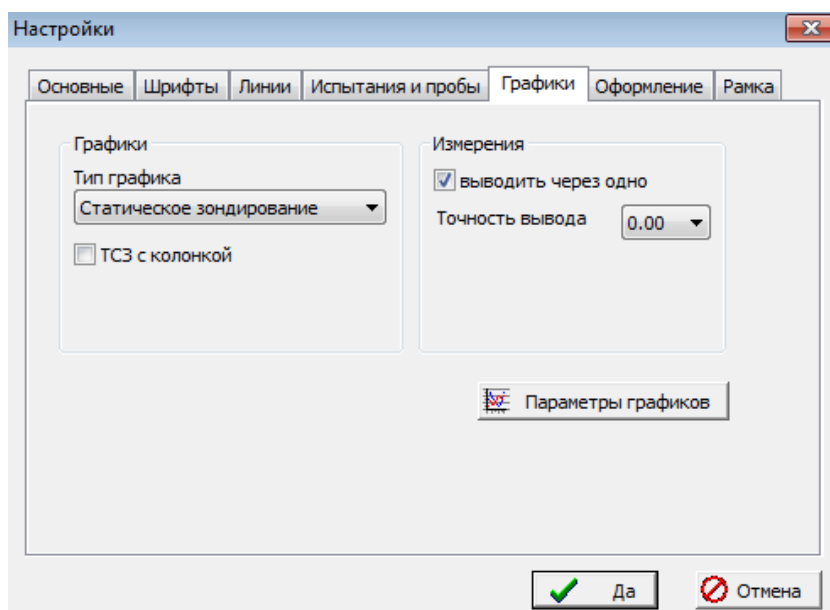 Настройки
Основные Шрифты Линии Испытания и пробы Графики Оформление Рамка
Графики
Тип графика
Статическое зондирование
ТСЗ с колонкой
Измерения
выводить через одно
Точность вывода 0.00
Параметры графиков
Да Отмена